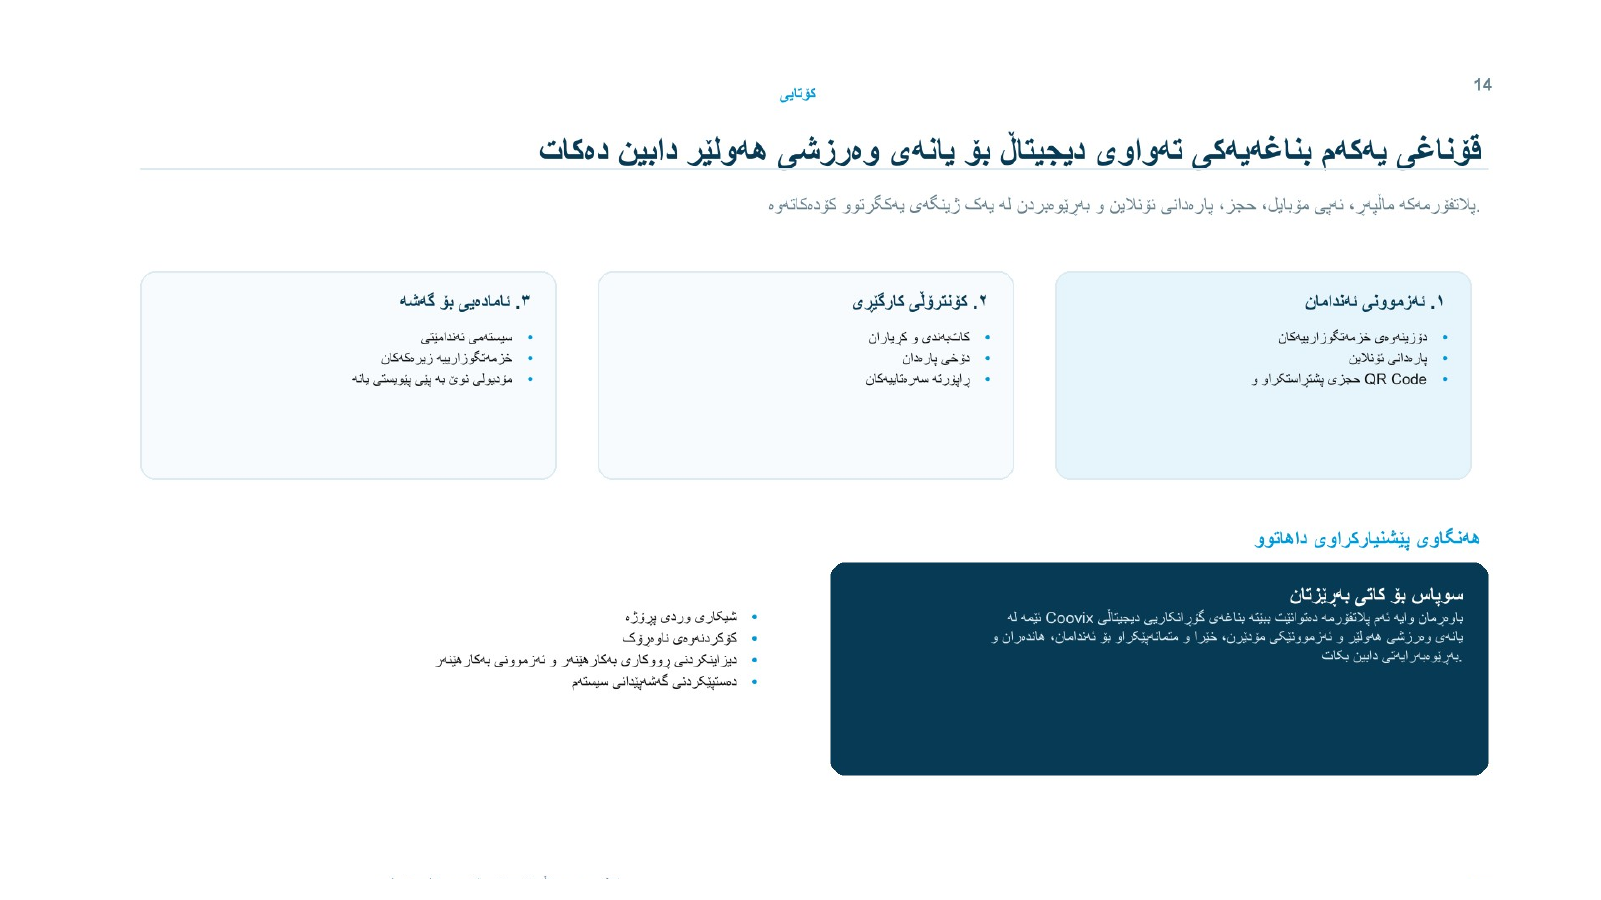 14
کۆتایی
قۆناغی یەکەم بناغەیەکی تەواوی دیجیتاڵ بۆ یانەی وەرزشی هەولێر دابین دەکات
.پلاتفۆرمەکە ماڵپەڕ، ئەپی مۆبایل، حجز، پارەدانی ئۆنلاین و بەڕێوەبردن لە یەک ژینگەی یەکگرتوو کۆدەکاتەوە
١. ئەزموونی ئەندامان
دۆزینەوەی خزمەتگوزارییەکان
پارەدانی ئۆنلاین
QR Code حجزی پشتڕاستکراو و
٢. کۆنترۆڵی کارگێڕی
کات‌بەندی و کڕیاران
دۆخی پارەدان
ڕاپۆرتە سەرەتاییەکان
٣. ئامادەیی بۆ گەشە
سیستەمی ئەندامێتی
خزمەتگوزارییە زیرەکەکان
مۆدیولی نوێ بە پێی پێویستی یانە
هەنگاوی پێشنیارکراوی داهاتوو
سوپاس بۆ کاتی بەڕێزتان
باوەڕمان وایە ئەم پلاتفۆرمە دەتوانێت ببێتە بناغەی گۆڕانکاریی دیجیتاڵی Coovix ئێمە لە
یانەی وەرزشی هەولێر و ئەزموونێکی مۆدێرن، خێرا و متمانەپێکراو بۆ ئەندامان، هاندەران و
.بەڕێوەبەرایەتی دابین بکات
شیکاری وردی پڕۆژە
کۆکردنەوەی ناوەڕۆک
دیزاینکردنی ڕووکاری بەکارهێنەر و ئەزموونی بەکارهێنەر
دەستپێکردنی گەشەپێدانی سیستەم